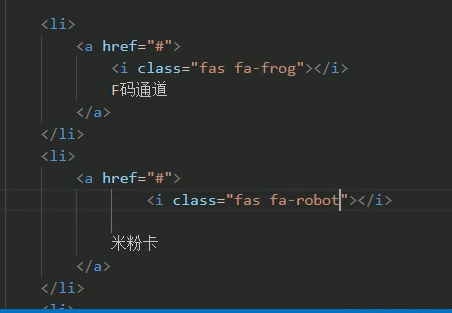 <li>
<a href="#">
<i class="fas fa-frog"></i>
F码通道
</a>
</li>
<li>
<a href="#">
<i class="fas fa-robot"></i>
米粉卡
</a>
</li>
<li>